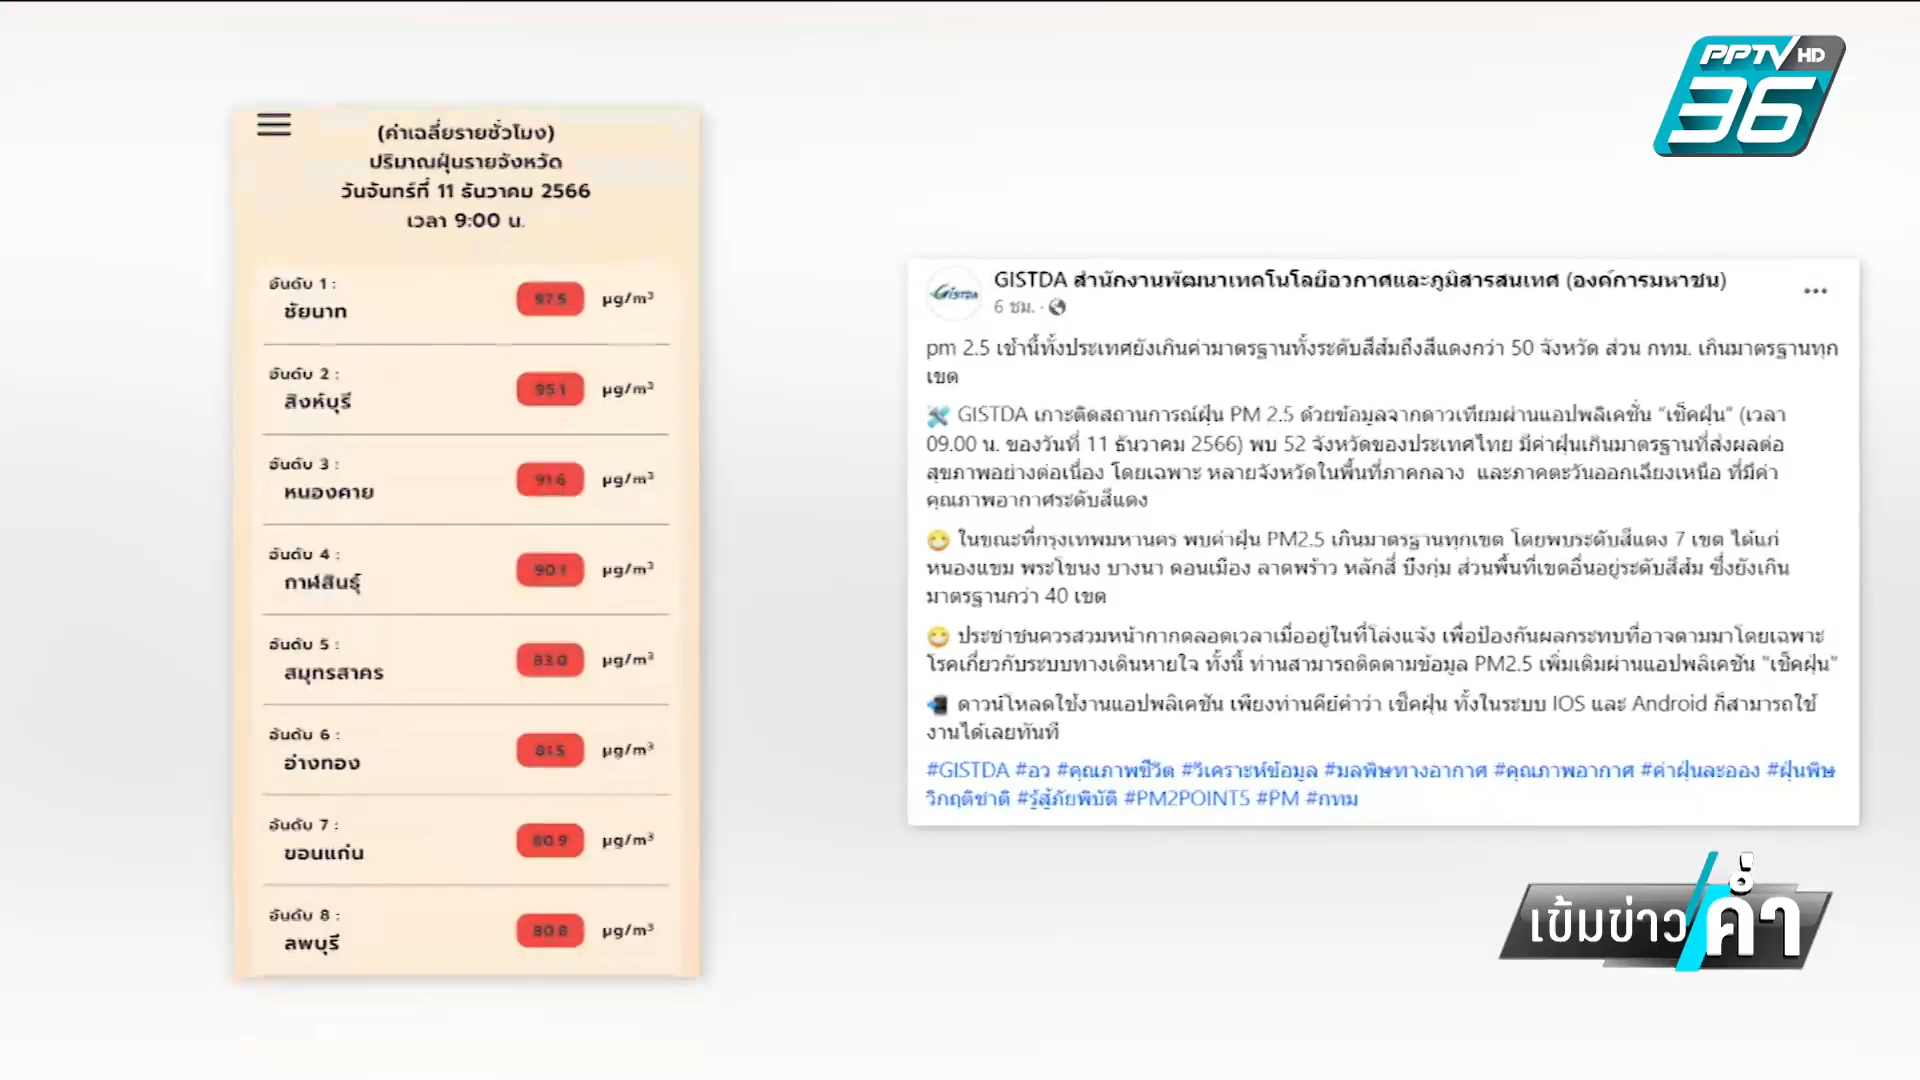 PPTV HD
36
(ค่าเฉลี่ยรายชั่วโมง)
ปริมาณฝุ่นรายจังหวัด
วันจันทร์ที่ 11 ธันวาคม 2566
เวลา 9:00 น.
อันดับ 1 :
ชัยนาท 97.5 µg/m³
อันดับ 2 :
สิงห์บุรี 95.1 µg/m³
อันดับ 3 :
หนองคาย 91.6 µg/m³
อันดับ 4 :
กาฬสินธุ์ 90.1 µg/m³
อันดับ 5 :
สมุทรสาคร 83.0 µg/m³
อันดับ 6 :
อ่างทอง 81.5 µg/m³
อันดับ 7 :
ขอนแก่น 80.9 µg/m³
อันดับ 8 :
ลพบุรี 80.8 µg/m³
GISTDA สำนักงานพัฒนาเทคโนโลยีอวกาศและภูมิสารสนเทศ (องค์การมหาชน)
6 ชม. ·
pm 2.5 เช้านี้ทั้งประเทศยังเกินค่ามาตรฐานทั้งระดับสีส้มถึงสีแดงกว่า 50 จังหวัด ส่วน กทม. เกินมาตรฐานทุก
เขต
GISTDA เกาะติดสถานการณ์ฝุ่น PM 2.5 ด้วยข้อมูลจากดาวเทียมผ่านแอปพลิเคชั่น “เช็คฝุ่น” (เวลา
09.00 น. ของวันที่ 11 ธันวาคม 2566) พบ 52 จังหวัดของประเทศไทย มีค่าฝุ่นเกินมาตรฐานที่ส่งผลต่อ
สุขภาพอย่างต่อเนื่อง โดยเฉพาะ หลายจังหวัดในพื้นที่ภาคกลาง และภาคตะวันออกเฉียงเหนือ ที่มีค่า
คุณภาพอากาศระดับสีแดง
ในขณะที่กรุงเทพมหานคร พบค่าฝุ่น PM2.5 เกินมาตรฐานทุกเขต โดยพบระดับสีแดง 7 เขต ได้แก่
หนองแขม พระโขนง บางนา ดอนเมือง ลาดพร้าว หลักสี่ บึงกุ่ม ส่วนพื้นที่เขตอื่นอยู่ระดับสีส้ม ซึ่งยังเกิน
มาตรฐานกว่า 40 เขต
ประชาชนควรสวมหน้ากากตลอดเวลาเมื่ออยู่ในที่โล่งแจ้ง เพื่อป้องกันผลกระทบที่อาจตามมาโดยเฉพาะ
โรคเกี่ยวกับระบบทางเดินหายใจ ทั้งนี้ ท่านสามารถติดตามข้อมูล PM2.5 เพิ่มเติมผ่านแอปพลิเคชัน "เช็คฝุ่น"
ดาวน์โหลดใช้งานแอปพลิเคชัน เพียงท่านคีย์คำว่า เช็คฝุ่น ทั้งในระบบ IOS และ Android ก็สามารถใช้
งานได้เลยทันที
#GISTDA #อว #คุณภาพชีวิต #วิเคราะห์ข้อมูล #มลพิษทางอากาศ #คุณภาพอากาศ #ค่าฝุ่นละออง #ฝุ่นพิษ
วิกฤติชาติ #รู้สู้ภัยพิบัติ #PM2POINT5 #PM #กทม
เข้มข่าวค่ำ